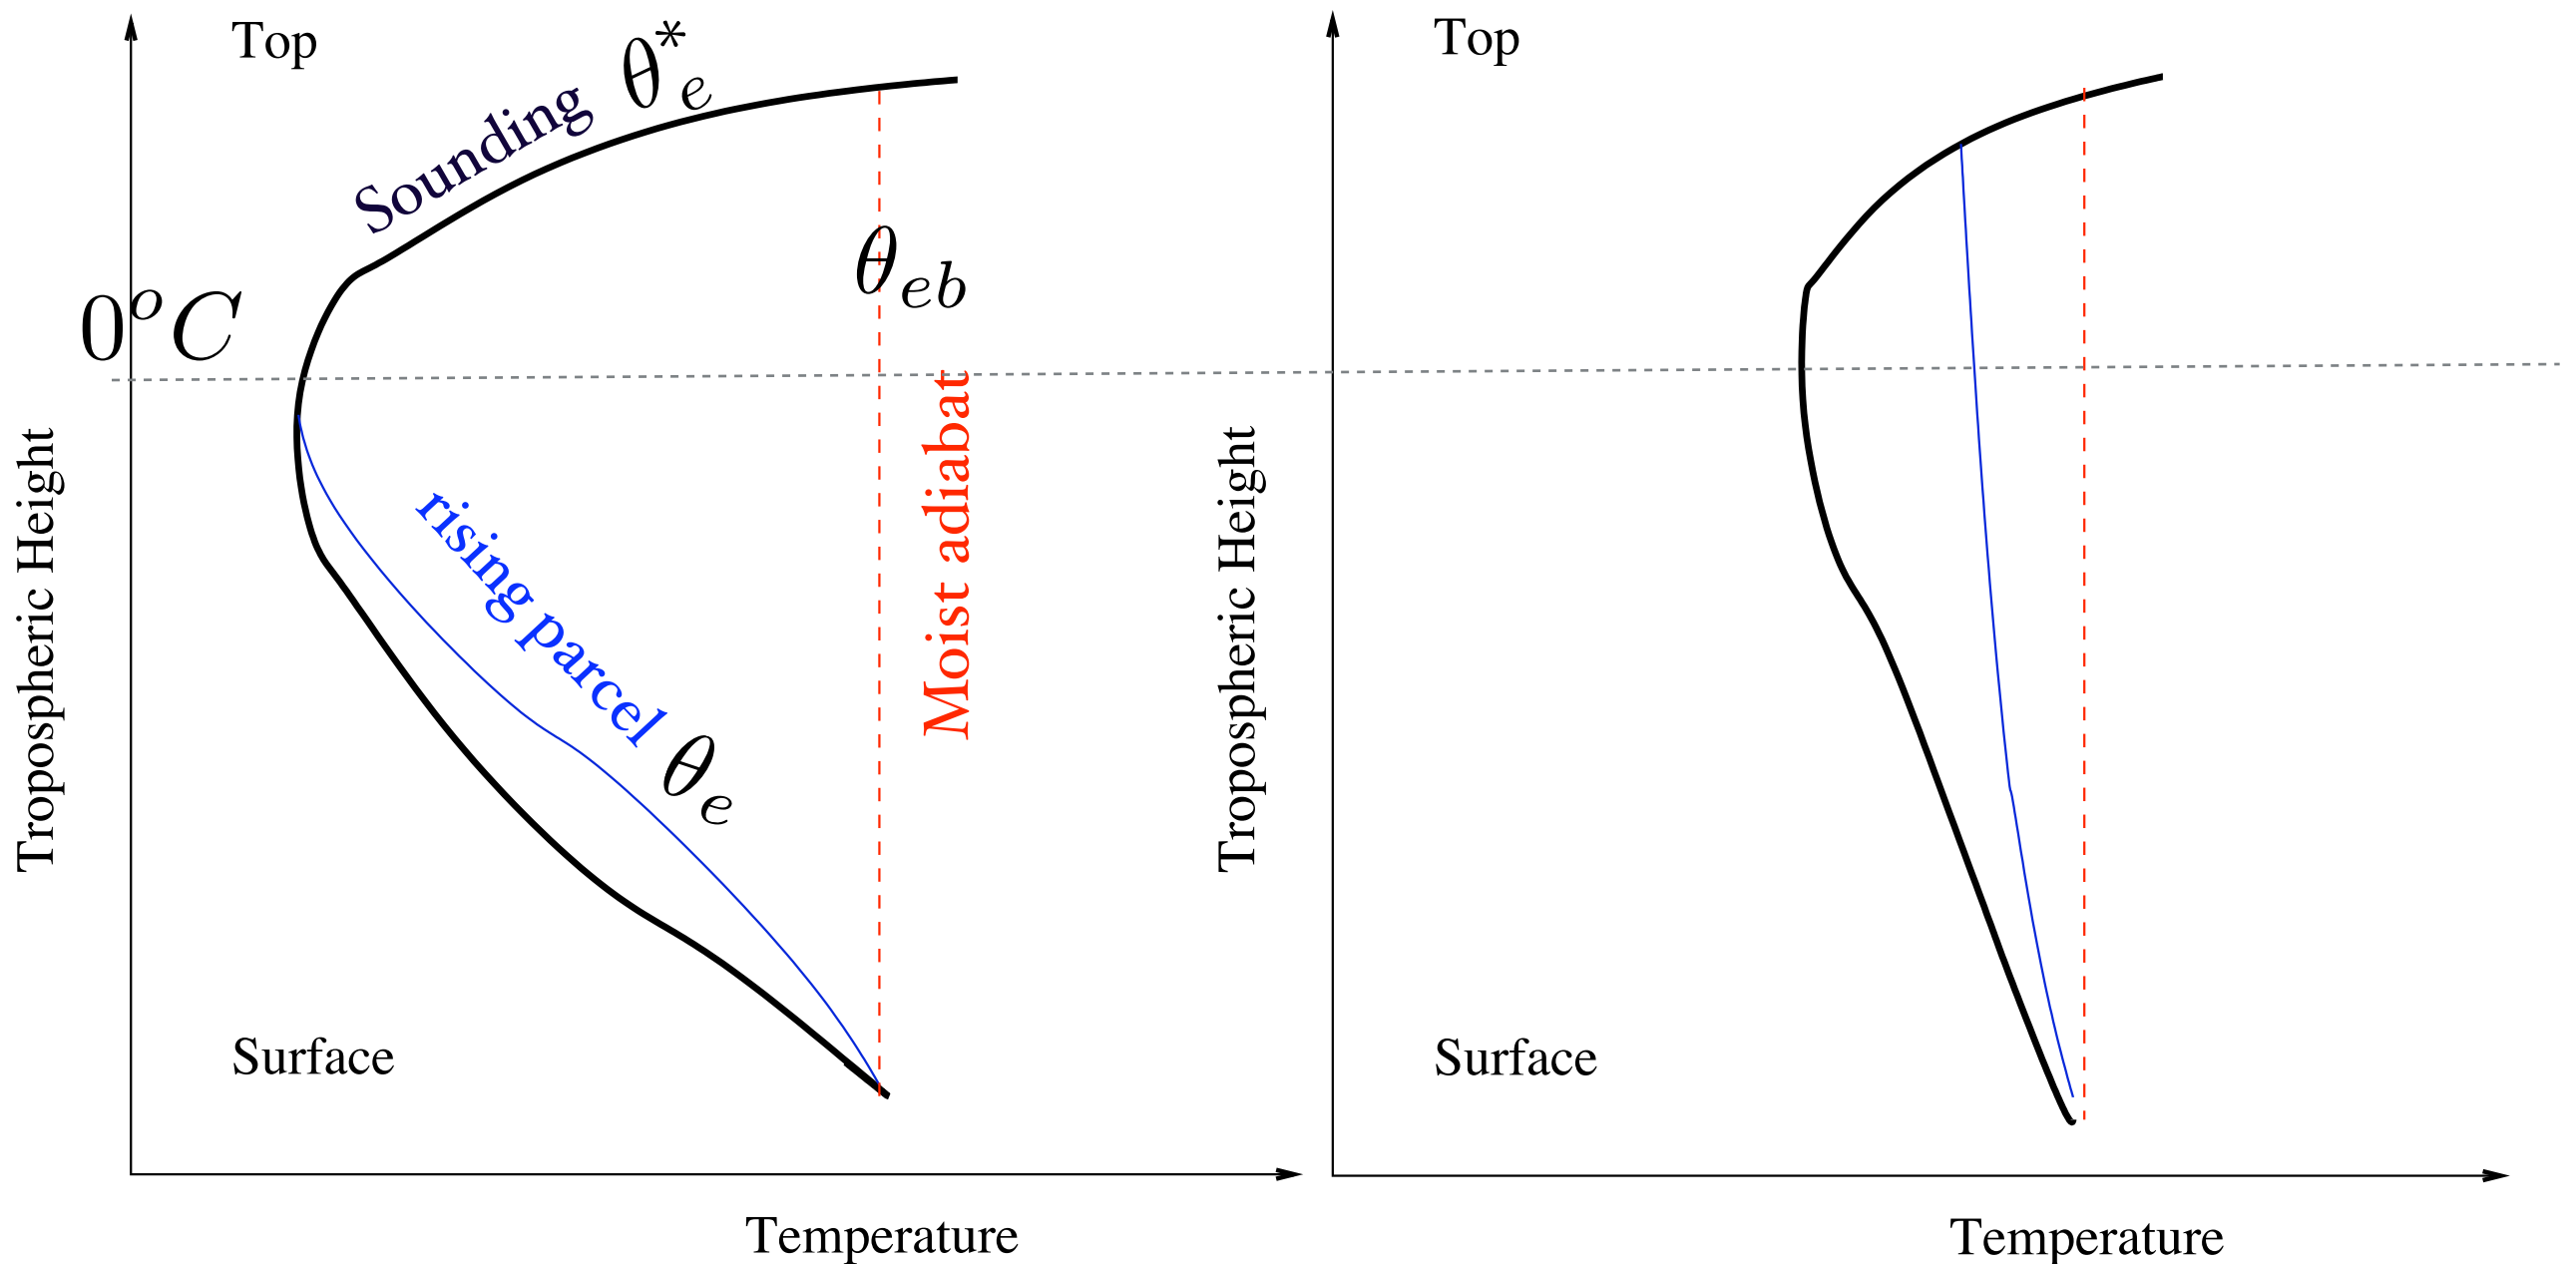 Top
Sounding θ*e
θeb
0°C
Moist adiabat
Tropospheric Height
rising parcel θe
Surface
Temperature
Top
Tropospheric Height
Surface
Temperature